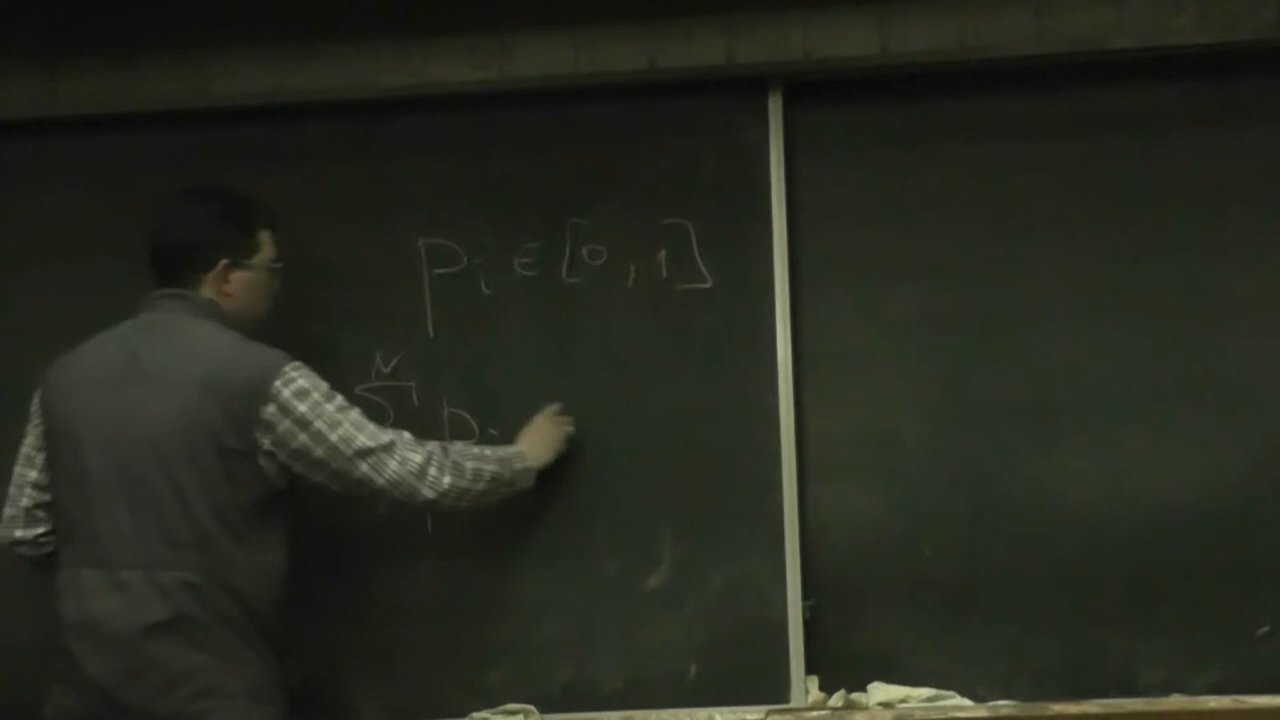 Pi ∈ [0, 1]
N
Σ Pi